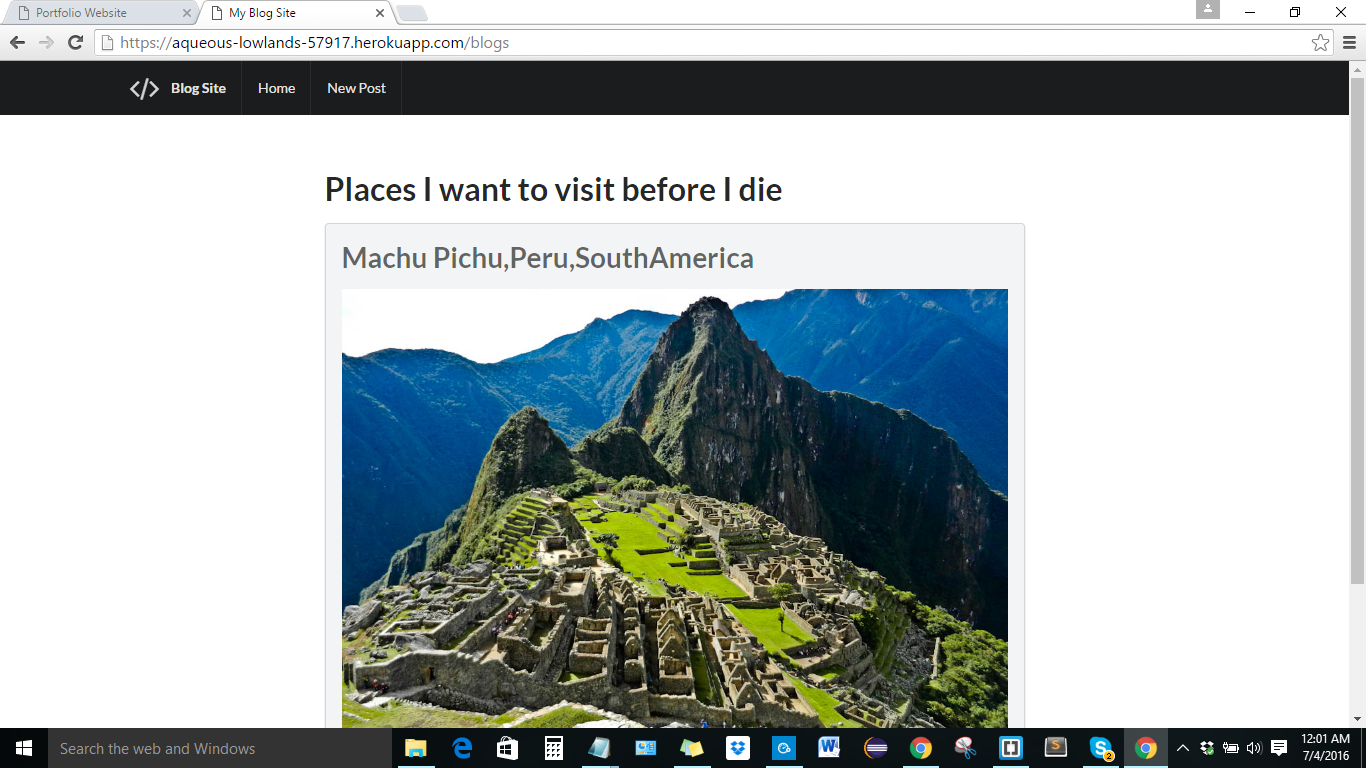 Portfolio Website
My Blog Site
https://aqueous-lowlands-57917.herokuapp.com/blogs
</> Blog Site
Home
New Post
Places I want to visit before I die
Machu Pichu,Peru,SouthAmerica
Search the web and Windows
2
12:01 AM
7/4/2016